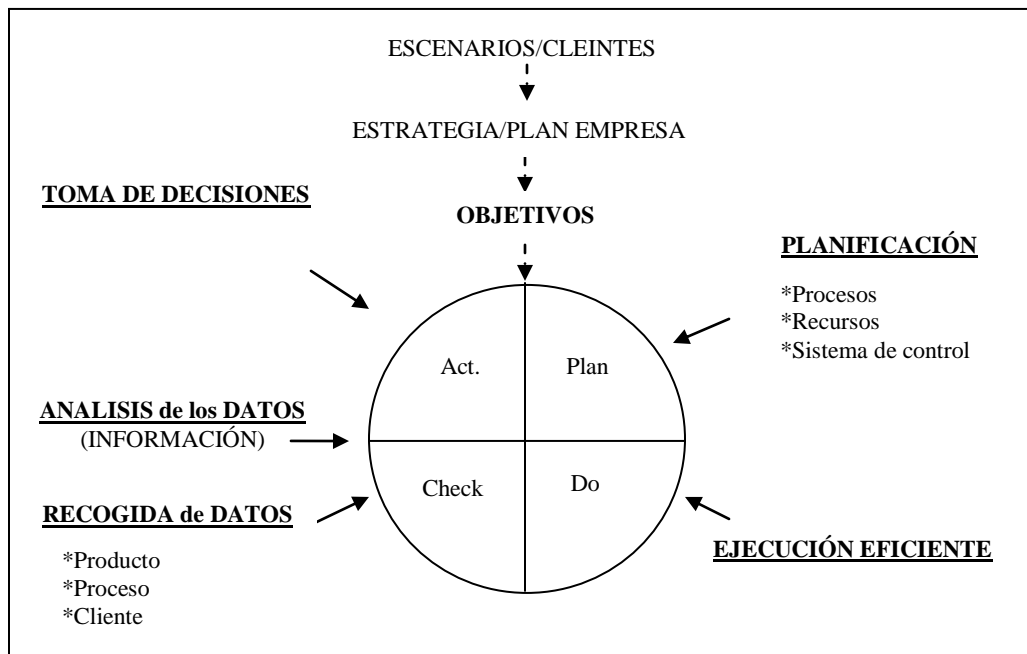 ESCENARIOS/CLEINTES
ESTRATEGIA/PLAN EMPRESA
TOMA DE DECISIONES
OBJETIVOS
PLANIFICACIÓN
*Procesos
*Recursos
*Sistema de control
Act.
Plan
ANALISIS de los DATOS
(INFORMACIÓN)
Check
Do
RECOGIDA de DATOS
*Producto
*Proceso
*Cliente
EJECUCIÓN EFICIENTE